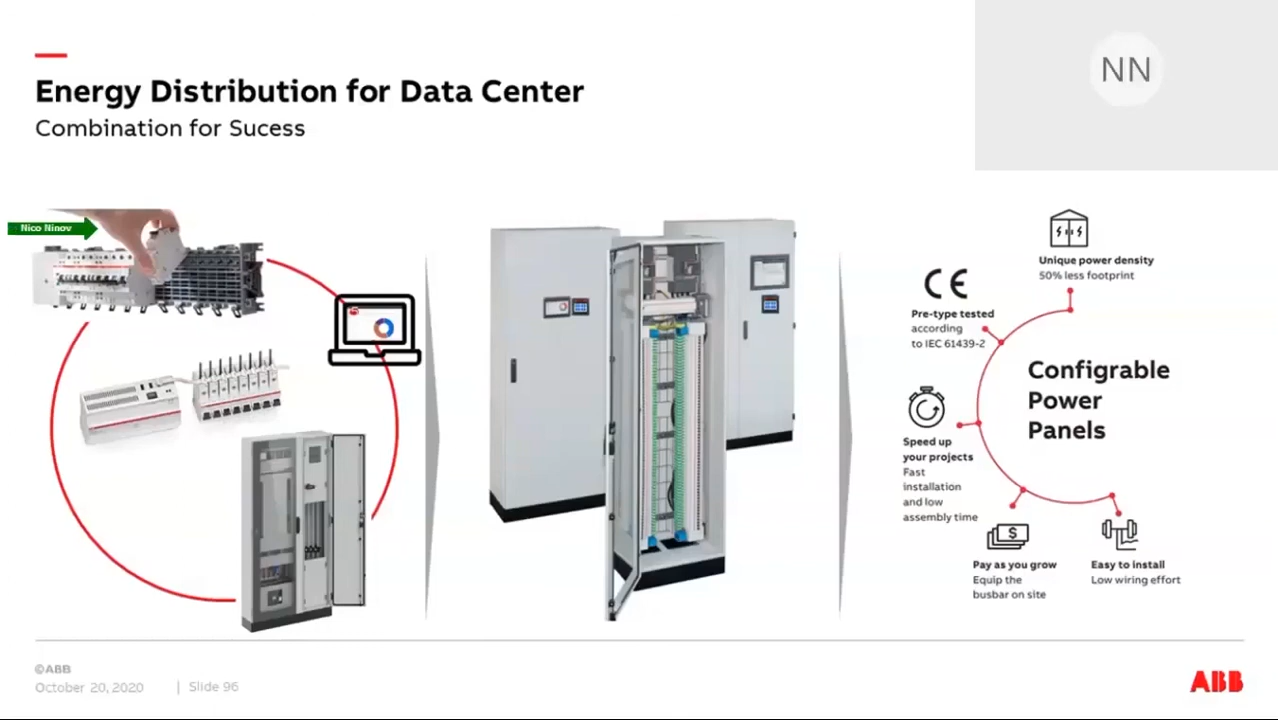 Energy Distribution for Data Center
Combination for Sucess
NN
Nico Ninov
Unique power density
50% less footprint
CE
Pre-type tested
according
to IEC 61439-2
Configrable
Power
Panels
Speed up
your projects
Fast
installation
and low
assembly time
$
Pay as you grow
Equip the
busbar on site
Easy to install
Low wiring effort
©ABB
October 20, 2020 | Slide 96
ABB